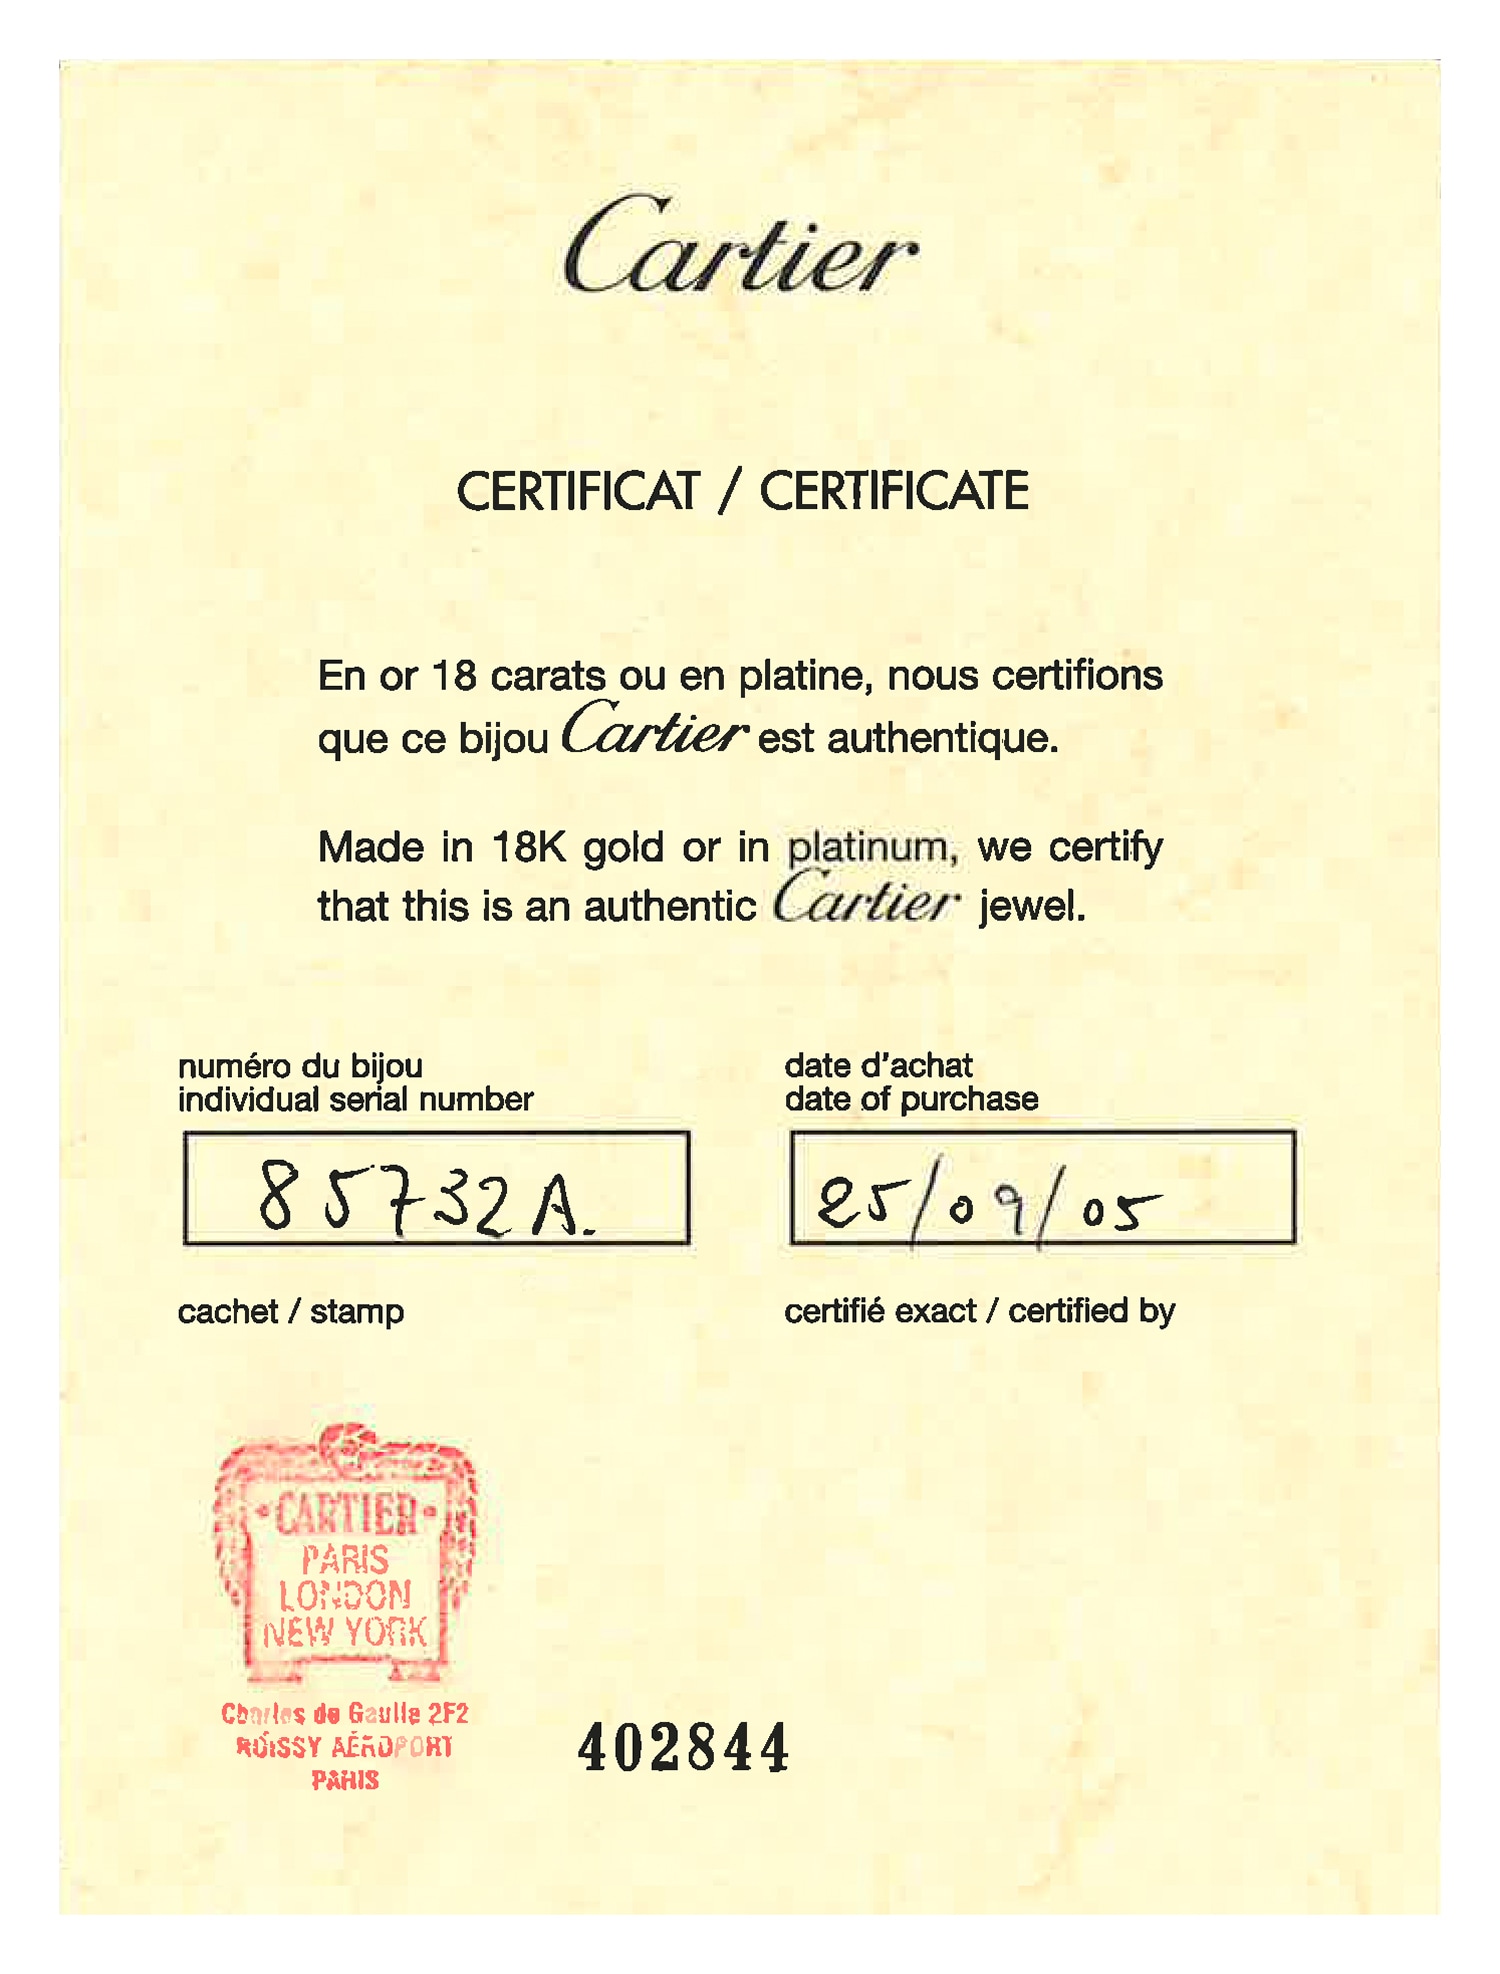 Cartier
CERTIFICAT / CERTIFICATE
En or 18 carats ou en platine, nous certifions
que ce bijou Cartier est authentique.
Made in 18K gold or in platinum, we certify
that this is an authentic Cartier jewel.
numéro du bijou
individual serial number
85732A.
date d'achat
date of purchase
25/09/05
cachet / stamp
certifié exact / certified by
CARTIER
PARIS
LONDON
NEW YORK
Charles de Gaulle 2F2
ROISSY AÉROPORT
PARIS
402844